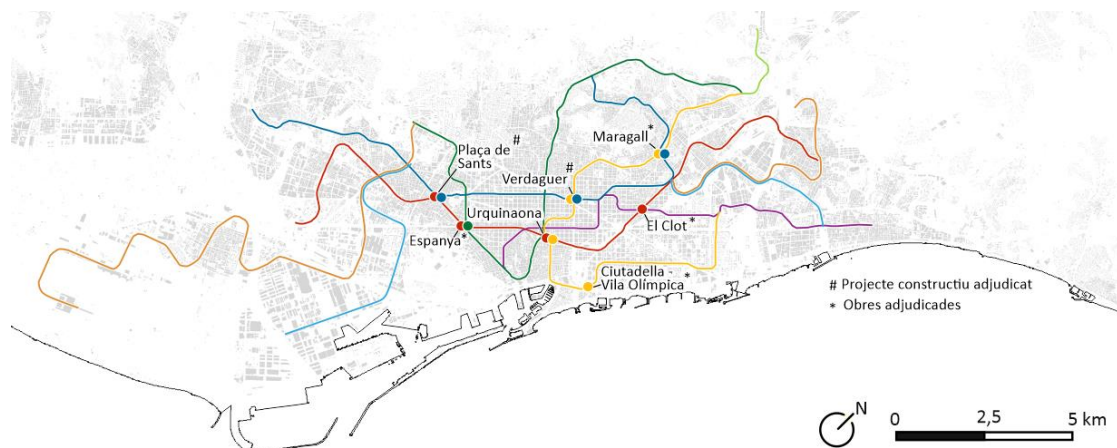 Maragall*
#
Plaça de
Sants
#
Verdaguer
Urquinaona
Espanya*
El Clot*
Ciutadella -
Vila Olímpica*
# Projecte constructiu adjudicat
* Obres adjudicades
N
0 2,5 5 km